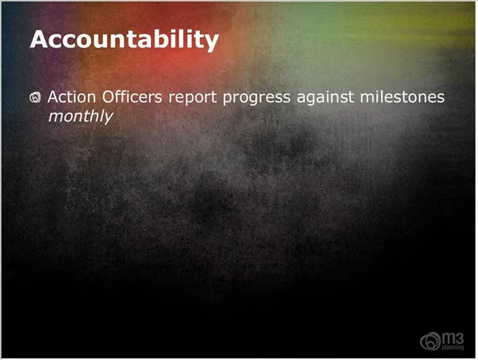 Accountability
Action Officers report progress against milestones
monthly
m3
planning